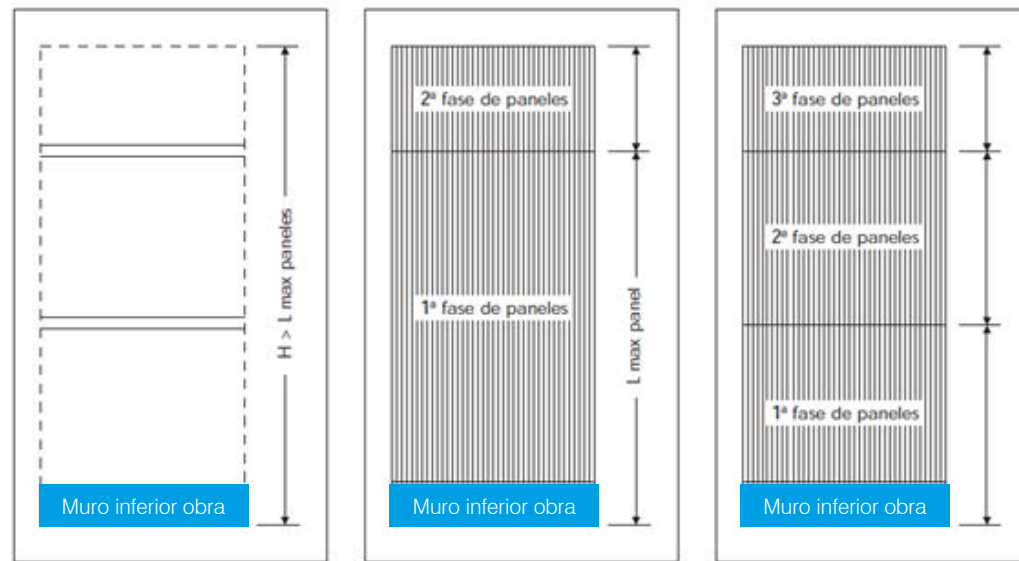 H > L max paneles
Muro inferior obra
2ª fase de paneles
1ª fase de paneles
L max panel
Muro inferior obra
3ª fase de paneles
2ª fase de paneles
1ª fase de paneles
Muro inferior obra